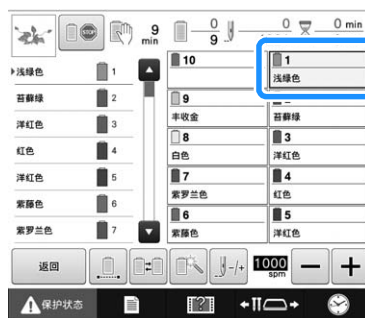 9 min
0
9
0
0 min
浅绿色 1
苔藓绿 2
洋红色 3
红色 4
洋红色 5
紫藤色 6
紫罗兰色 7
10
1
浅绿色
9
丰收金
苔藓绿
8
白色
3
洋红色
7
紫罗兰色
4
红色
6
紫藤色
5
洋红色
返回
-/+
1000
spm
保护状态